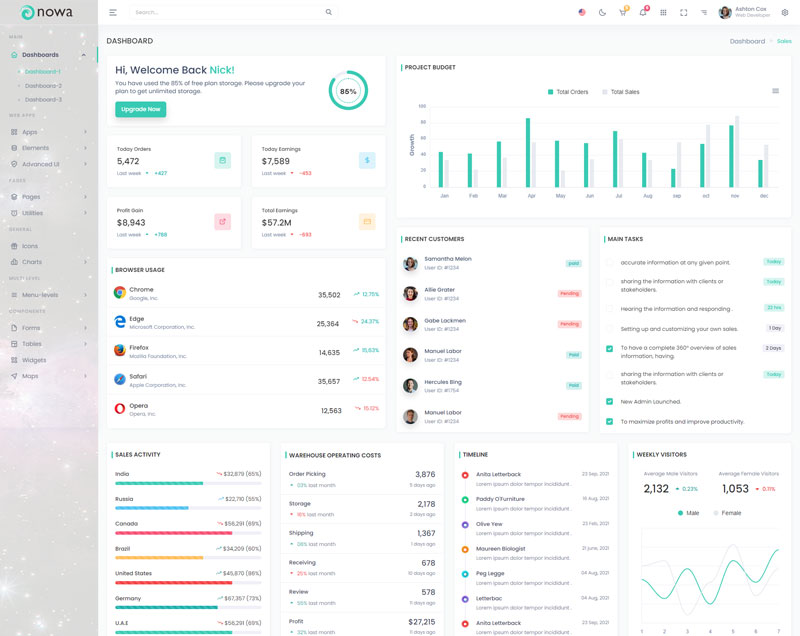 nowa
Search...
5
6
Ashton Cox
Web Developer
MAIN
Dashboards
Dashboard-1
Dashboard-2
Dashboard-3
WEB APPS
Apps
Elements
Advanced UI
PAGES
Pages
Utilities
GENERAL
Icons
Charts
MULTI LEVEL
Menu-levels
COMPONENTS
Forms
Tables
Widgets
Maps
DASHBOARD
Dashboard
Sales
Hi, Welcome Back Nick!
You have used the 85% of free plan storage. Please upgrade your
plan to get unlimited storage.
Upgrade Now
85%
Today Orders
5,472
Last week +427
Today Earnings
$7,589
Last week -453
Profit Gain
$8,943
Last week +788
Total Earnings
$57.2M
Last week -693
PROJECT BUDGET
Total Orders Total Sales
Growth
100
80
60
40
20
0
Jan Feb Mar Apr May Jun Jul Aug sep oct nov dec
BROWSER USAGE
Chrome
Google, Inc.
35,502 12.75%
Edge
Microsoft Corporation, Inc.
25,364 24.37%
Firefox
Mozilla Foundation, Inc.
14,635 15.63%
Safari
Apple Corporation, Inc.
35,657 12.54%
Opera
Opera, Inc.
12,563 15.12%
RECENT CUSTOMERS
Samantha Melon
User ID: #1234
paid
Allie Grater
User ID: #1234
Pending
Gabe Lackmen
User ID: #1234
Pending
Manuel Labor
User ID: #1234
Paid
Hercules Bing
User ID: #1754
Paid
Manuel Labor
User ID: #1234
Pending
MAIN TASKS
accurate information at any given point.
Today
sharing the information with clients or
stakeholders.
Today
Hearing the information and responding.
22 hrs
Setting up and customizing your own sales.
1 Day
To have a complete 360° overview of sales
information, having.
2 Days
sharing the information with clients or
stakeholders.
Today
New Admin Launched.
To maximize profits and improve productivity.
SALES ACTIVITY
India $32,879 (65%)
Russia $22,710 (55%)
Canada $56,291 (69%)
Brazil $34,209 (60%)
United States $45,870 (86%)
Germany $67,357 (73%)
U.A.E $56,291 (69%)
WAREHOUSE OPERATING COSTS
Order Picking 3,876
03% last month 5 days ago
Storage 2,178
16% last month 2 days ago
Shipping 1,367
06% last month 1 days ago
Receiving 678
25% last month 10 days ago
Review 578
55% last month 11 days ago
Profit $27,215
32% last month
TIMELINE
Anita Letterback 23 Sep, 2021
Lorem ipsum dolor tempor incididunt .
Paddy O'Furniture 16 Aug, 2021
Lorem ipsum dolor tempor incididunt .
Olive Yew 23 Feb, 2021
Lorem ipsum dolor tempor incididunt .
Maureen Biologist 21 june, 2021
Lorem ipsum dolor tempor incididunt .
Peg Legge 04 Aug, 2021
Lorem ipsum dolor tempor incididunt .
Letterbac 04 Aug, 2021
Lorem ipsum dolor tempor incididunt .
Anita Letterback 23 Sep, 2021
Lorem ipsum dolor tempor incididunt .
WEEKLY VISITORS
Average Male Visitors
2,132 0.23%
Average Female Visitors
1,053 0.11%
Male Female
1 2 3 4 5 6 7